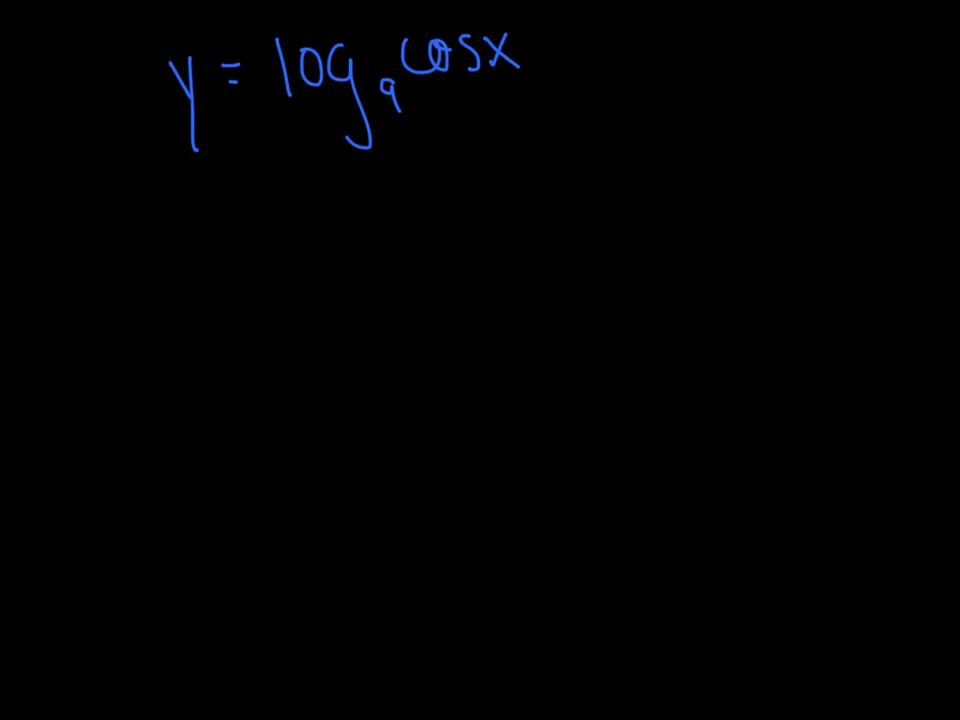 y = log₉ cosx